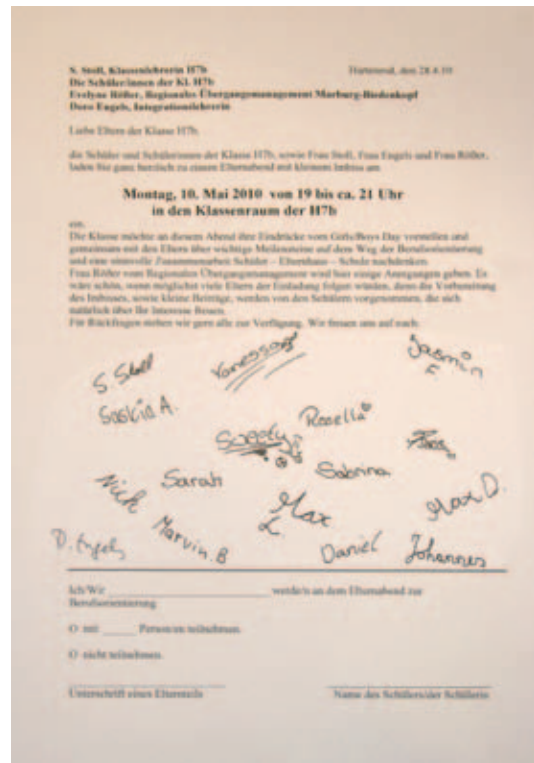 S. Stoll, Klassenlehrerin H7b
den 28.4.10
Die Schüler/innen der Kl. H7b
Evelyne Rößer, Regionales Übergangsmanagement Marburg-Biedenkopf
Doro Engels, Integrationslehrerin
Liebe Eltern der Klasse H7b,
die Schüler und Schülerinnen der Klasse H7b, sowie Frau Stoll, Frau Engels und Frau Rößer,
laden Sie ganz herzlich zu einem Elternabend mit kleinem Imbiss am
Montag, 10. Mai 2010 von 19 bis ca. 21 Uhr
in den Klassenraum der H7b
ein.
Die Klasse möchte an diesem Abend ihre Eindrücke vom Girls/Boys Day vorstellen und
gemeinsam mit den Eltern über wichtige Meilensteine auf dem Weg der Berufsorientierung
und eine sinnvolle Zusammenarbeit Schüler – Elternhaus – Schule nachdenken.
Frau Rößer vom Regionalen Übergangsmanagement wird hier einige Anregungen geben. Es
wäre schön, wenn möglichst viele Eltern der Einladung folgen würden, denn die Vorbereitung
des Imbisses, sowie kleine Beiträge, werden von den Schülern vorgenommen, die sich
natürlich über Ihr Interesse freuen.
Für Rückfragen stehen wir gern alle zur Verfügung. Wir freuen uns auf euch.
S. Stoll
Vanessa
Jasmin F.
Saskia A.
Rosella
Sarah
Sabrina
Nick
Max L.
Max D.
D. Engels
Marvin. B
Daniel
Johannes
Ich/Wir werde/n an dem Elternabend zur
Berufsorientierung
O mit Person/en teilnehmen.
O nicht teilnehmen.
Unterschrift eines Elternteils
Name des Schülers/der Schülerin